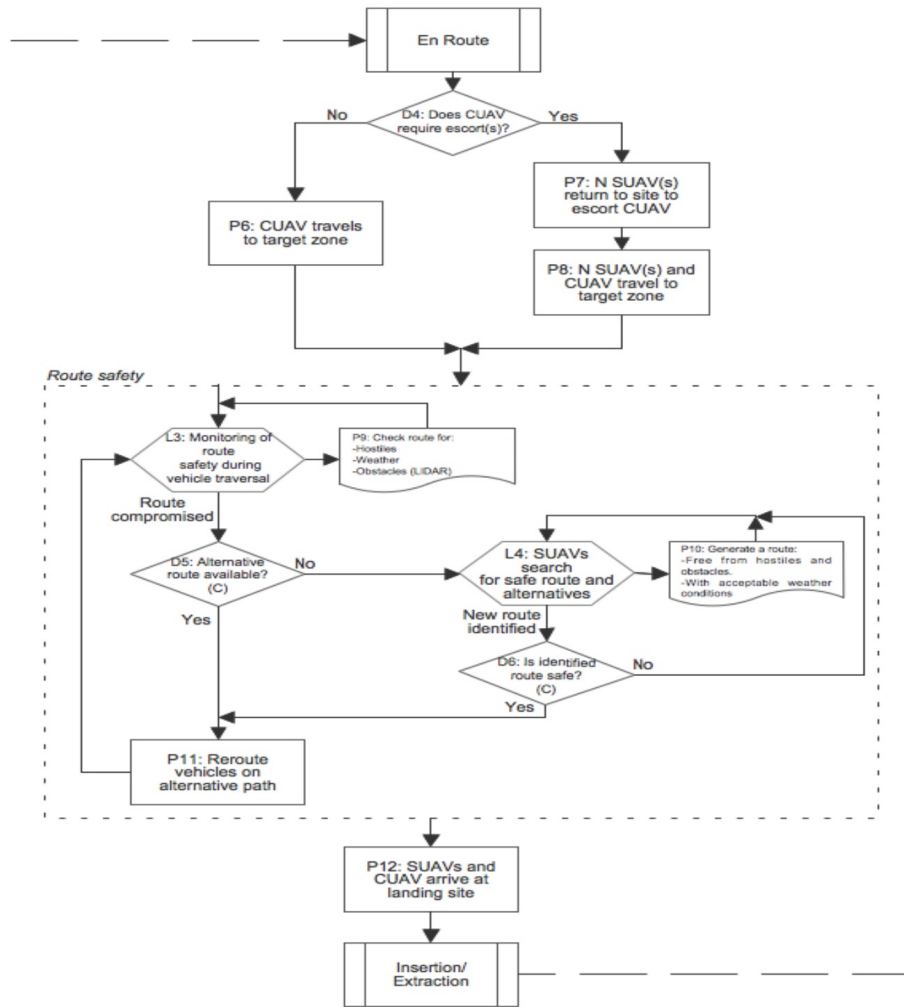 En Route
D4: Does CUAV
require escort(s)?
No
Yes
P7: N SUAV(s)
return to site to
escort CUAV
P6: CUAV travels
to target zone
P8: N SUAV(s) and
CUAV travel to
target zone
Route safety
L3: Monitoring of
route
safety during
vehicle traversal
P9: Check route for:
-Hostiles
-Weather
-Obstacles (LIDAR)
Route
compromised
D5: Alternative
route available?
(C)
No
L4: SUAVs
search
for safe route and
alternatives
P10: Generate a route:
-Free from hostiles and
obstacles.
-With acceptable weather
conditions
Yes
New route
identified
D6: Is identified
route safe?
(C)
No
Yes
P11: Reroute
vehicles on
alternative path
P12: SUAVs and
CUAV arrive at
landing site
Insertion/
Extraction